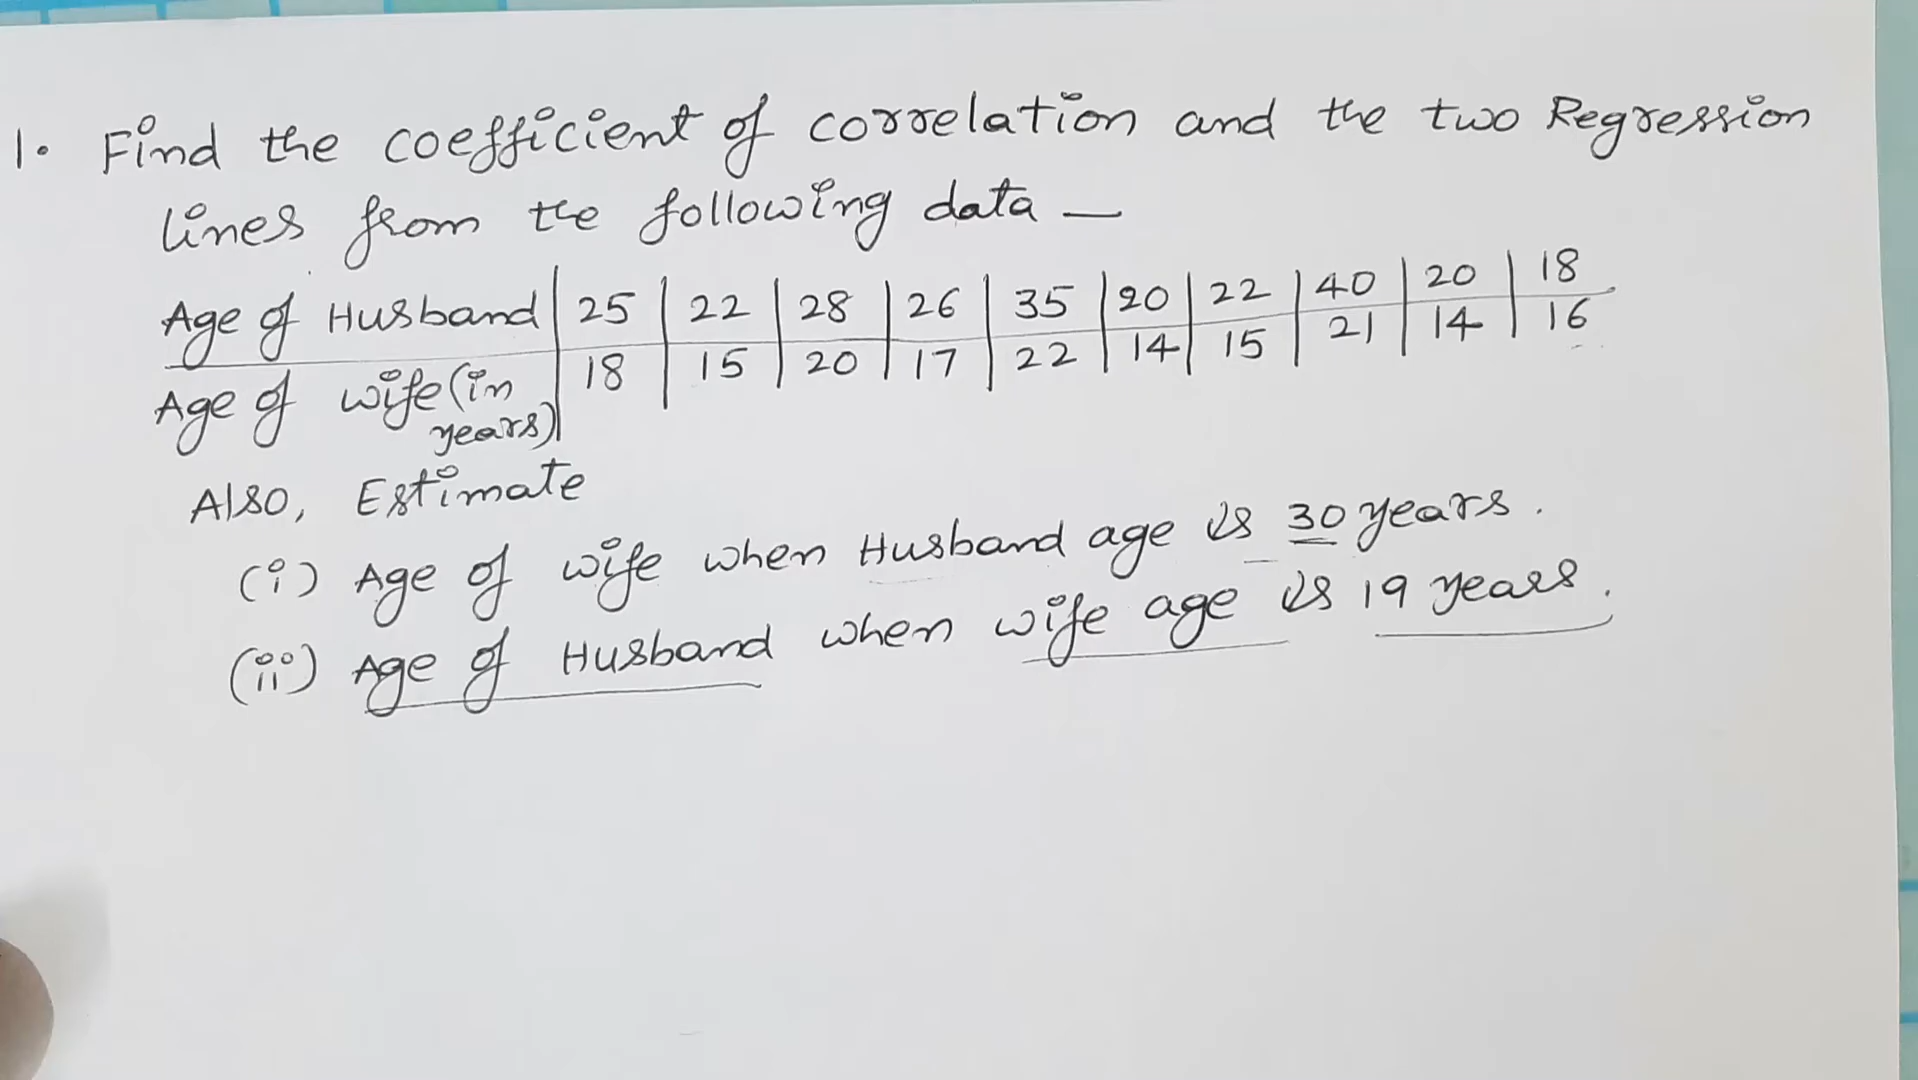 1. Find the coefficient of correlation and the two Regression
lines from the following data —
Age of Husband | 25 | 22 | 28 | 26 | 35 | 20 | 22 | 40 | 20 | 18
Age of wife (in years) | 18 | 15 | 20 | 17 | 22 | 14 | 15 | 21 | 14 | 16
Also, Estimate
(i) Age of wife when Husband age is 30 years.
(ii) Age of Husband when wife age is 19 years.